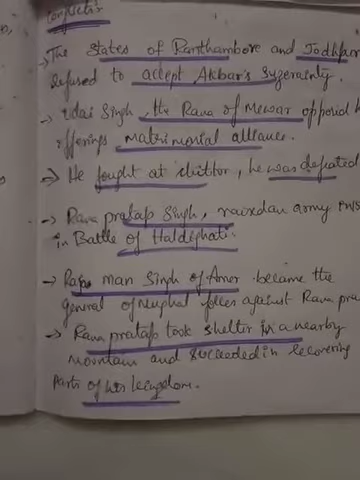 Conflicts
→ The States of Ranthambore and Jodhpur
refused to accept Akbar's suzerainty.
→ Udai Singh, the Rana of Mewar opposed h
offerings matrimonial alliance.
→ He fought at chittor, he was defeated
→ Rana pratap Singh, army
in Battle of Haldighati.
→ Raja man Singh of Amer became the
general of Mughal forces against Rana pra
→ Rana pratap took shelter in a nearby
mountain and succeeded in recovering
parts of his kingdom.